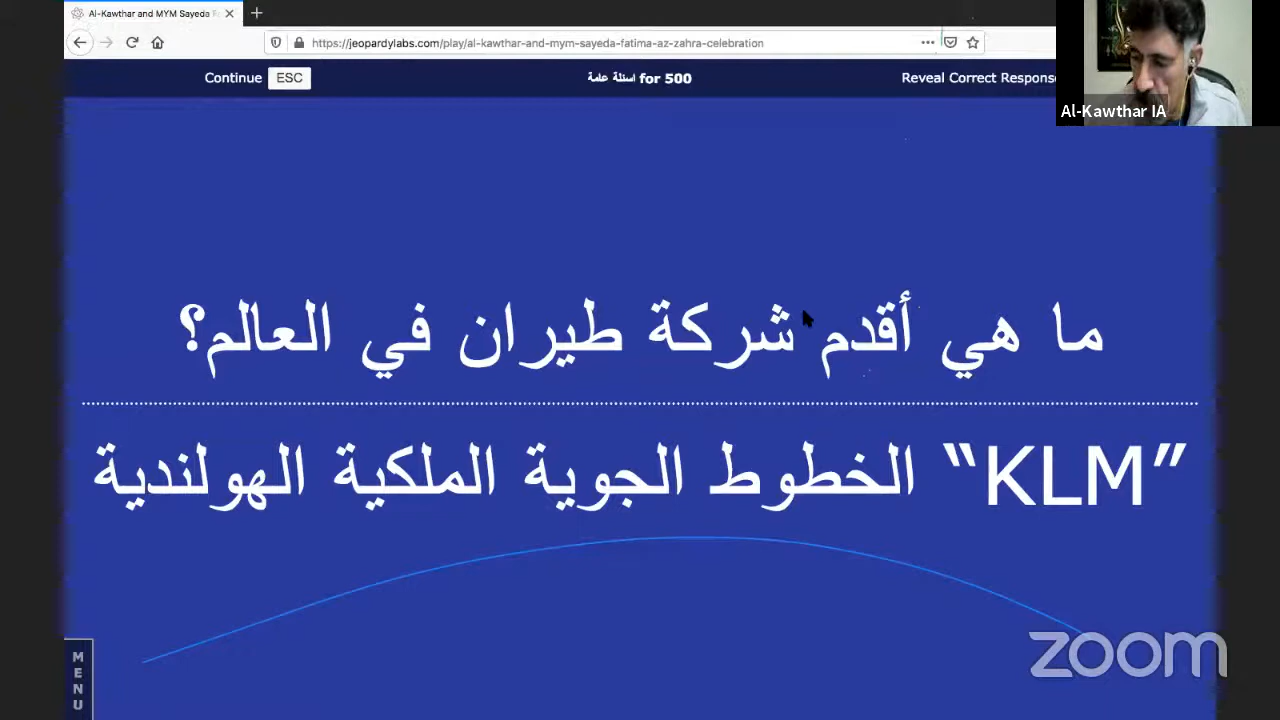 Al-Kawthar and MYM Sayeda
https://jeopardylabs.com/play/al-kawthar-and-mym-sayeda-fatima-az-zahra-celebration
Continue ESC
اسئلة عامة for 500
Reveal Correct Response
Al-Kawthar IA
ما هي أقدم شركة طيران في العالم؟
“KLM” الخطوط الجوية الملكية الهولندية
MENU
zoom